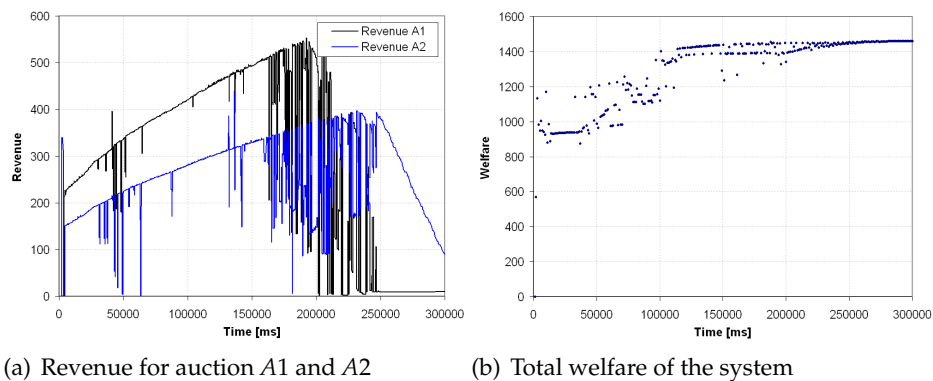 600
500
400
300
200
100
0
Revenue
Revenue A1
Revenue A2
0 50000 100000 150000 200000 250000 300000
Time [ms]
(a) Revenue for auction A1 and A2
1600
1400
1200
1000
800
600
400
200
0
Welfare
0 50000 100000 150000 200000 250000 300000
Time [ms]
(b) Total welfare of the system